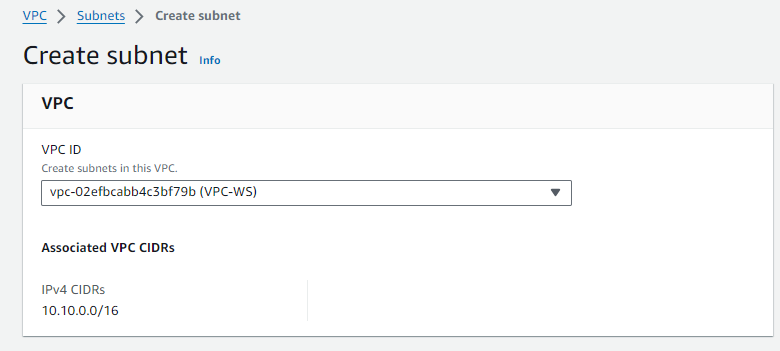 VPC > Subnets > Create subnet
Create subnet Info
VPC
VPC ID
Create subnets in this VPC.
vpc-02efbcabb4c3bf79b (VPC-WS)
Associated VPC CIDRs
IPv4 CIDRs
10.10.0.0/16